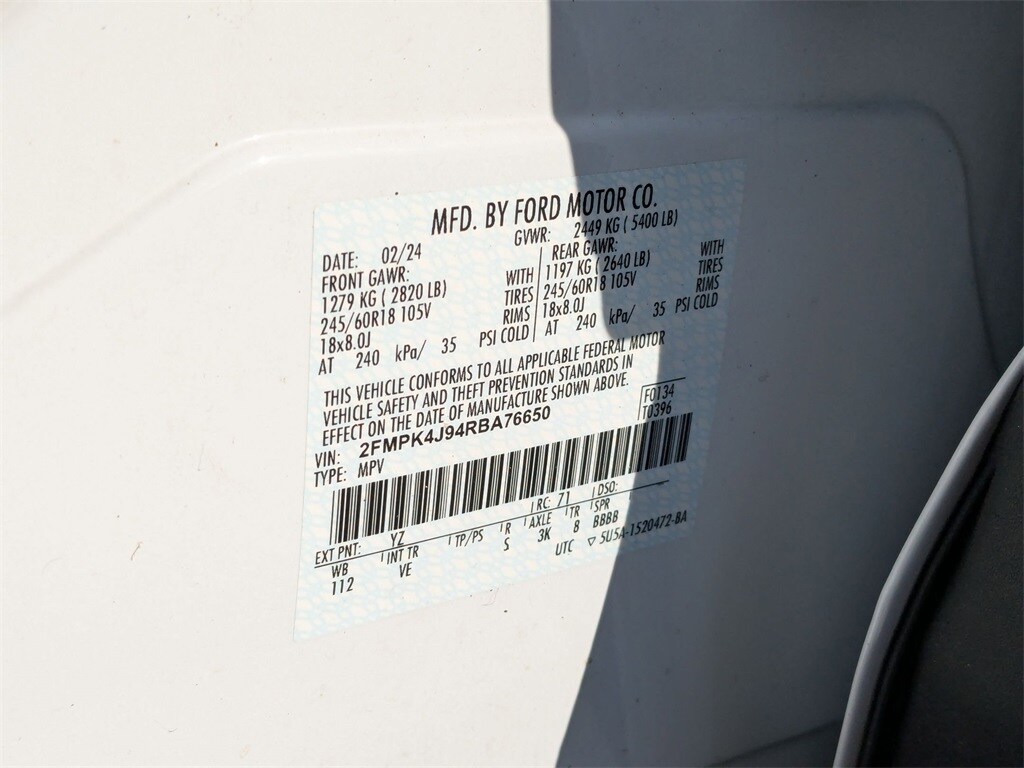 MFD. BY FORD MOTOR CO.
DATE: 02/24 GVWR: 2449 KG ( 5400 LB)
FRONT GAWR: REAR GAWR:
1279 KG ( 2820 LB) WITH 1197 KG ( 2640 LB) WITH
245/60R18 105V TIRES 245/60R18 105V TIRES
18x8.0J RIMS 18x8.0J RIMS
AT 240 kPa/ 35 PSI COLD AT 240 kPa/ 35 PSI COLD
THIS VEHICLE CONFORMS TO ALL APPLICABLE FEDERAL MOTOR
VEHICLE SAFETY AND THEFT PREVENTION STANDARDS IN
EFFECT ON THE DATE OF MANUFACTURE SHOWN ABOVE.
VIN: 2FMPK4J94RBA76650 F0134
TYPE: MPV T0396
EXT PNT: YZ RC: 71 DSO:
WB INT TR TP/PS R AXLE TR SPR
112 VE S 3K 8 BBBB
UTC ▽ 5U5A-1520472-BA